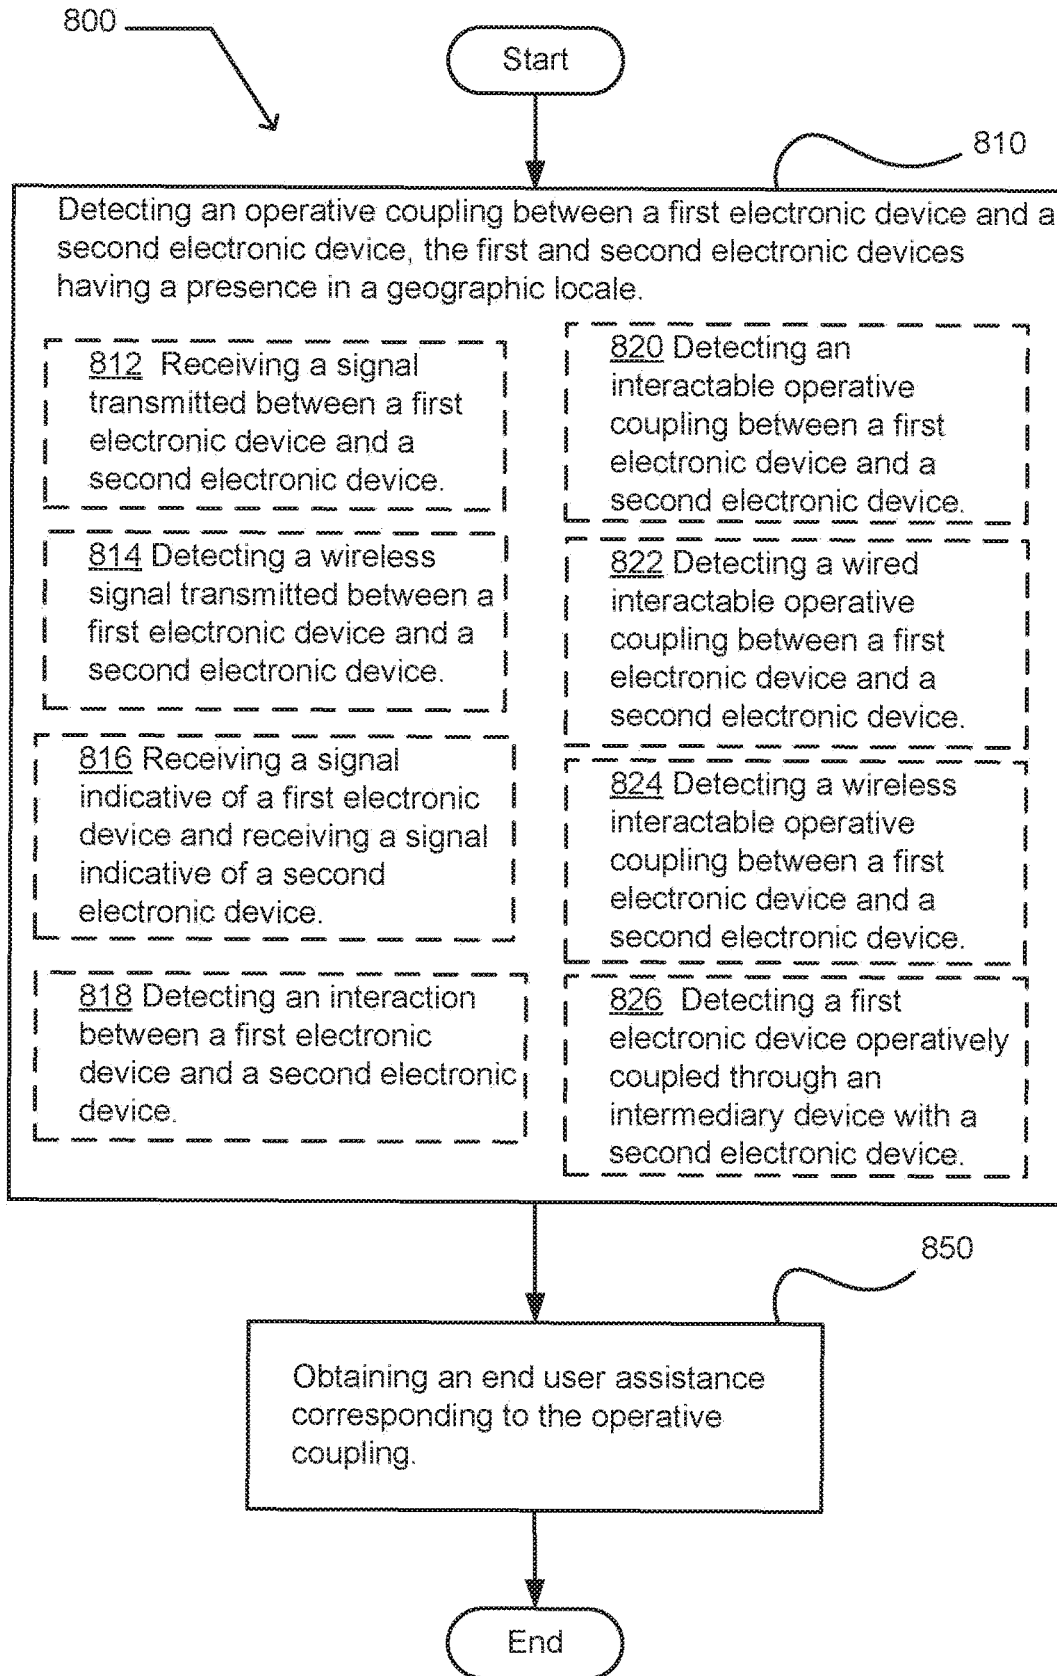 800
Start
810
Detecting an operative coupling between a first electronic device and a
second electronic device, the first and second electronic devices
having a presence in a geographic locale.
812 Receiving a signal
transmitted between a first
electronic device and a
second electronic device.
814 Detecting a wireless
signal transmitted between a
first electronic device and a
second electronic device.
816 Receiving a signal
indicative of a first electronic
device and receiving a signal
indicative of a second
electronic device.
818 Detecting an interaction
between a first electronic
device and a second electronic
device.
820 Detecting an
interactable operative
coupling between a first
electronic device and a
second electronic device.
822 Detecting a wired
interactable operative
coupling between a first
electronic device and a
second electronic device.
824 Detecting a wireless
interactable operative
coupling between a first
electronic device and a
second electronic device.
826 Detecting a first
electronic device operatively
coupled through an
intermediary device with a
second electronic device.
850
Obtaining an end user assistance
corresponding to the operative
coupling.
End